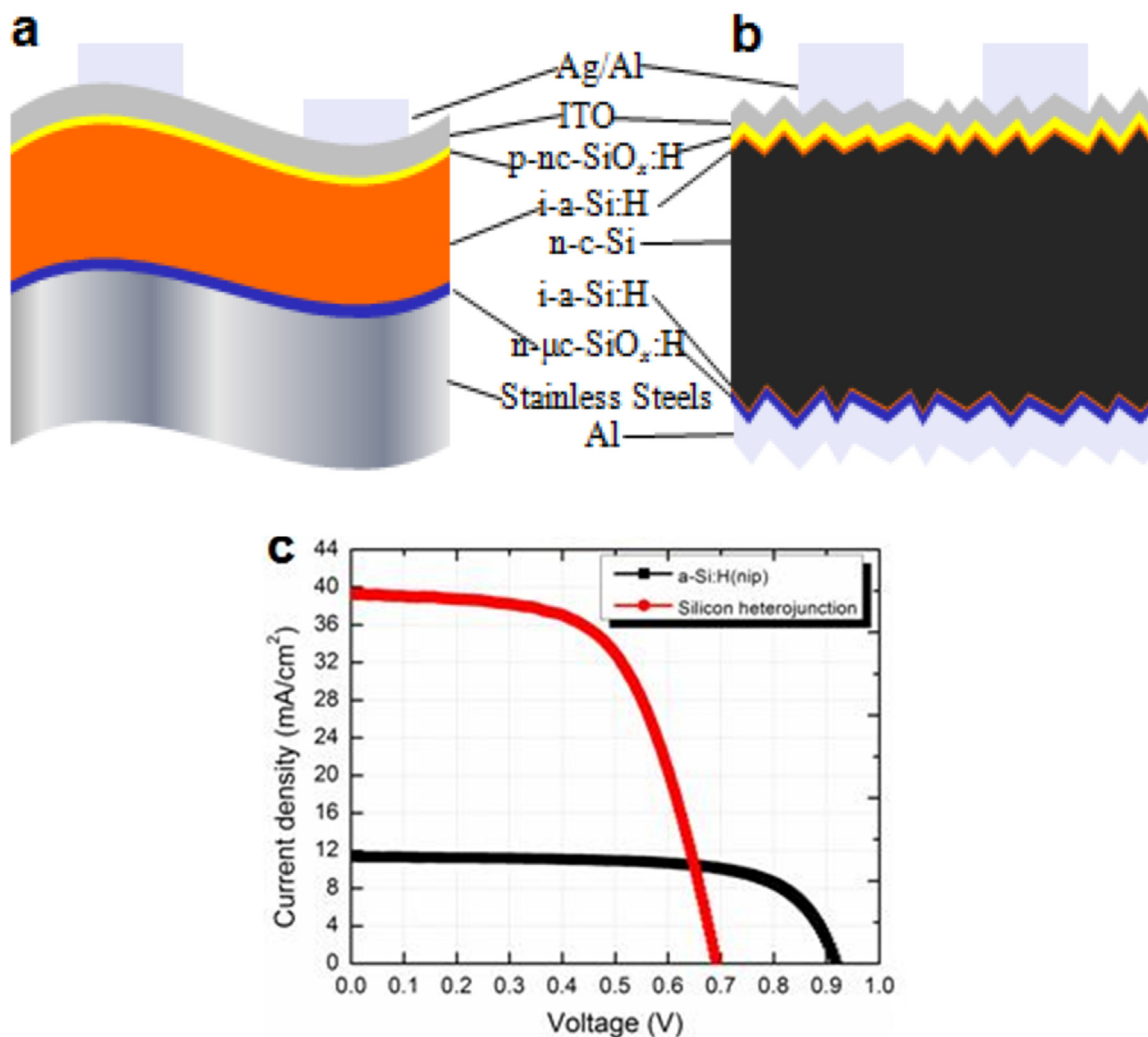 a
b
Ag/Al
ITO
p-nc-SiOₓ:H
i-a-Si:H
n-c-Si
i-a-Si:H
n-μc-SiOₓ:H
Stainless Steels
Al
c
44
40
36
32
28
24
20
16
12
8
4
0
Current density (mA/cm²)
a-Si:H(nip)
Silicon heterojunction
0.0 0.1 0.2 0.3 0.4 0.5 0.6 0.7 0.8 0.9 1.0
Voltage (V)